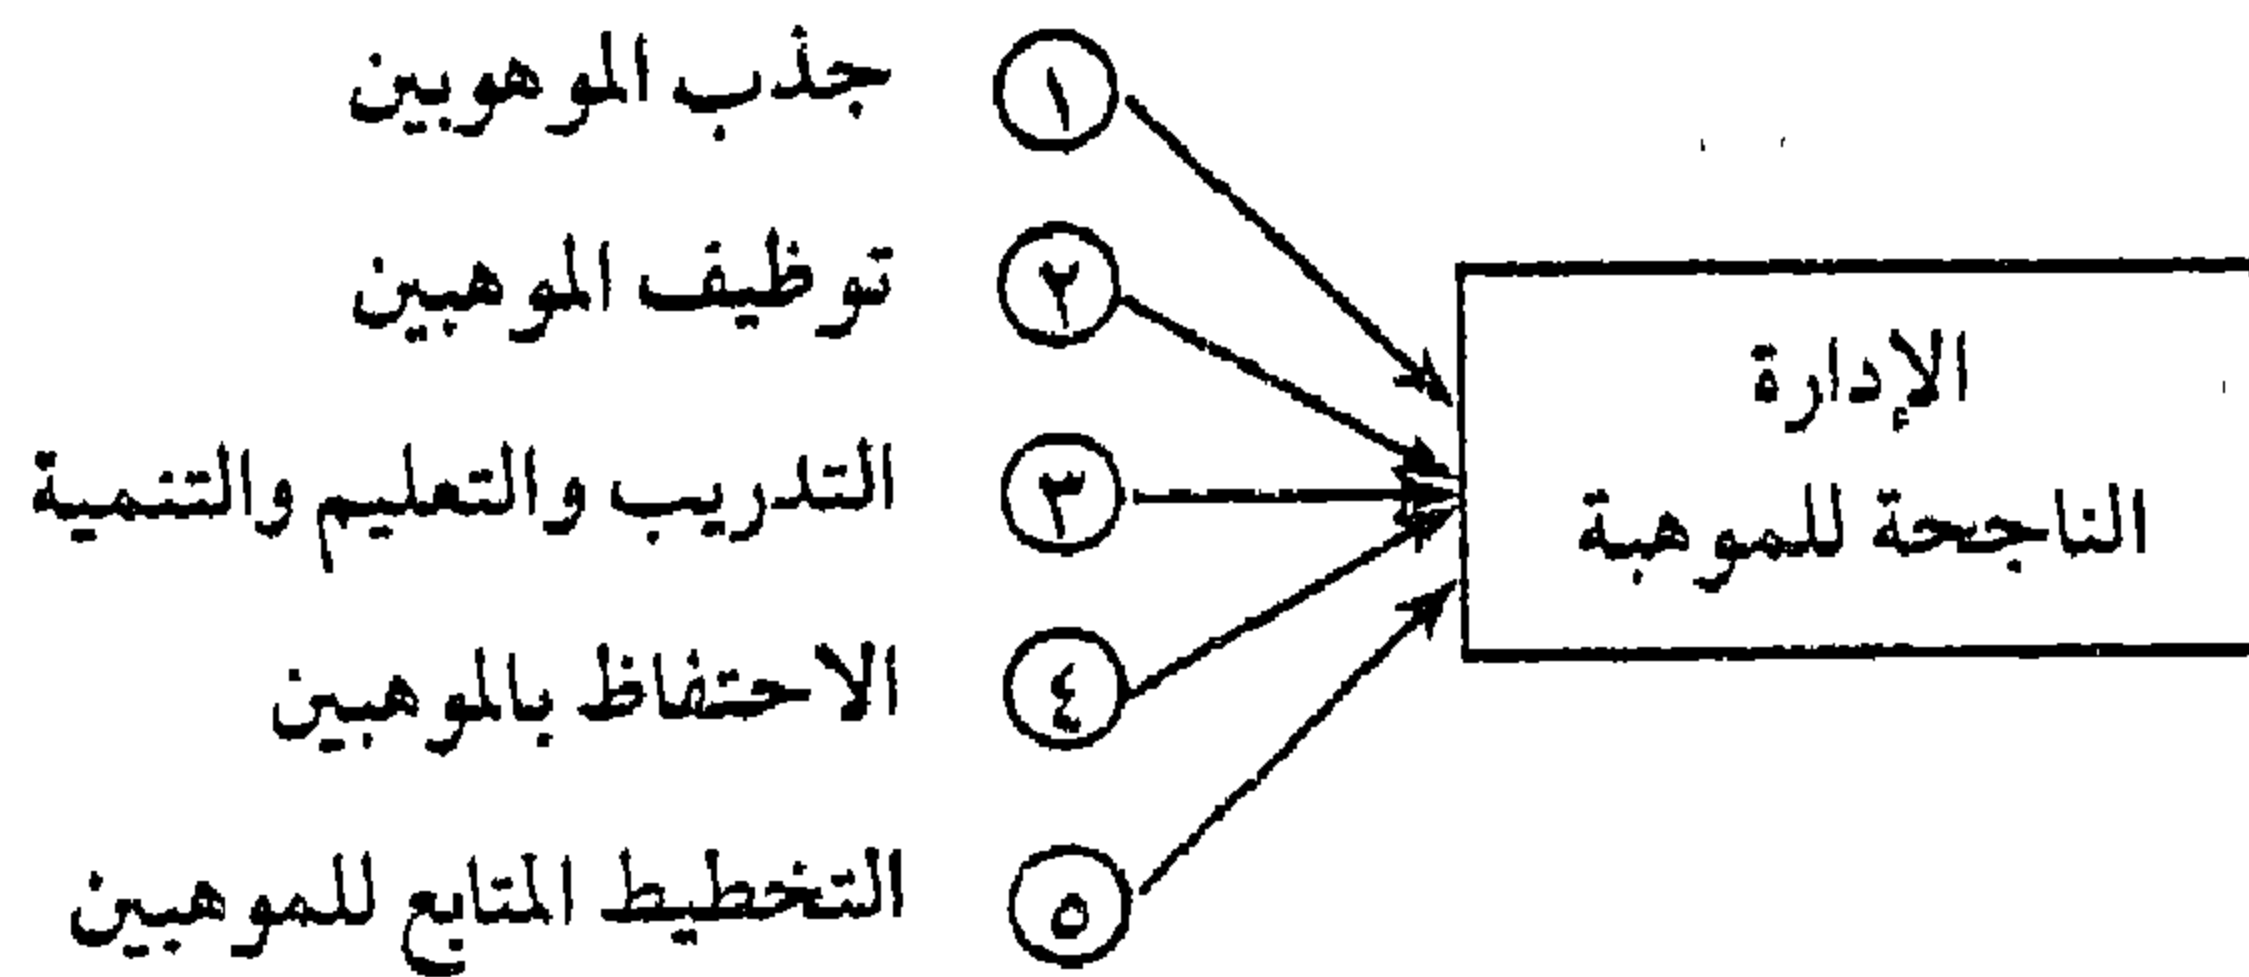 ١ جذب الموهوبين
٢ توظيف الموهبين
٣ التدريب والتعليم والتنمية
٤ الاحتفاظ بالموهبين
٥ التخطيط المتابع للموهبين
الإدارة
الناجحة للموهبة